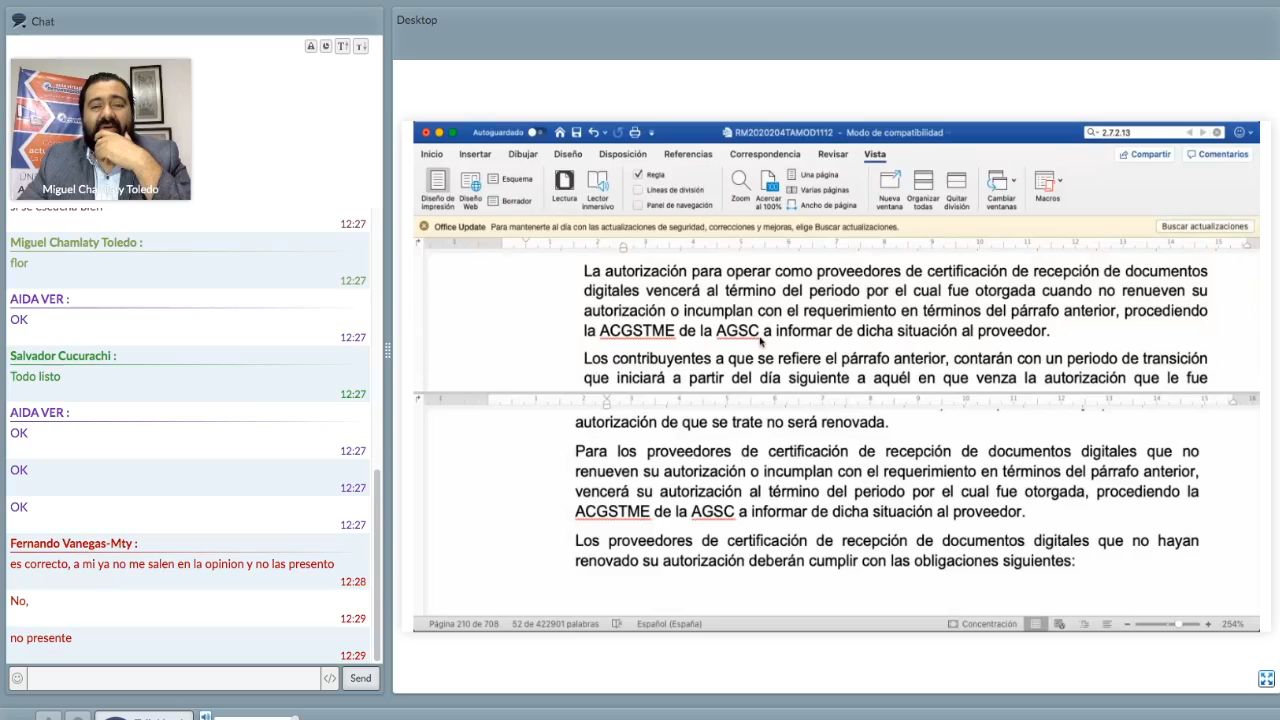 Chat
Miguel Chamlaty Toledo
12:27
Miguel Chamlaty Toledo :
flor
12:27
AIDA VER :
OK
12:27
Salvador Cucurachi :
Todo listo
12:27
AIDA VER :
OK
12:27
OK
12:27
OK
12:27
Fernando Vanegas-Mty :
es correcto, a mi ya no me salen en la opinion y no las presento
12:28
No,
12:29
no presente
12:29
Send
Desktop
Autoguardado
RM2020204TAMOD1112 - Modo de compatibilidad
2.7.2.13
Inicio Insertar Dibujar Diseño Disposición Referencias Correspondencia Revisar Vista
Compartir Comentarios
Diseño de impresión
Diseño Web
Esquema
Borrador
Lectura
Lector inmersivo
Regla
Líneas de división
Panel de navegación
Zoom
Acercar al 100%
Una página
Varias páginas
Ancho de página
Nueva ventana
Organizar todas
Quitar división
Cambiar ventanas
Macros
Office Update Para mantenerte al día con las actualizaciones de seguridad, correcciones y mejoras, elige Buscar actualizaciones.
Buscar actualizaciones
La autorización para operar como proveedores de certificación de recepción de documentos
digitales vencerá al término del periodo por el cual fue otorgada cuando no renueven su
autorización o incumplan con el requerimiento en términos del párrafo anterior, procediendo
la ACGSTME de la AGSC a informar de dicha situación al proveedor.
Los contribuyentes a que se refiere el párrafo anterior, contarán con un periodo de transición
que iniciará a partir del día siguiente a aquél en que venza la autorización que le fue
autorización de que se trate no será renovada.
Para los proveedores de certificación de recepción de documentos digitales que no
renueven su autorización o incumplan con el requerimiento en términos del párrafo anterior,
vencerá su autorización al término del periodo por el cual fue otorgada, procediendo la
ACGSTME de la AGSC a informar de dicha situación al proveedor.
Los proveedores de certificación de recepción de documentos digitales que no hayan
renovado su autorización deberán cumplir con las obligaciones siguientes:
Página 210 de 708 52 de 422901 palabras Español (España) Concentración 254%